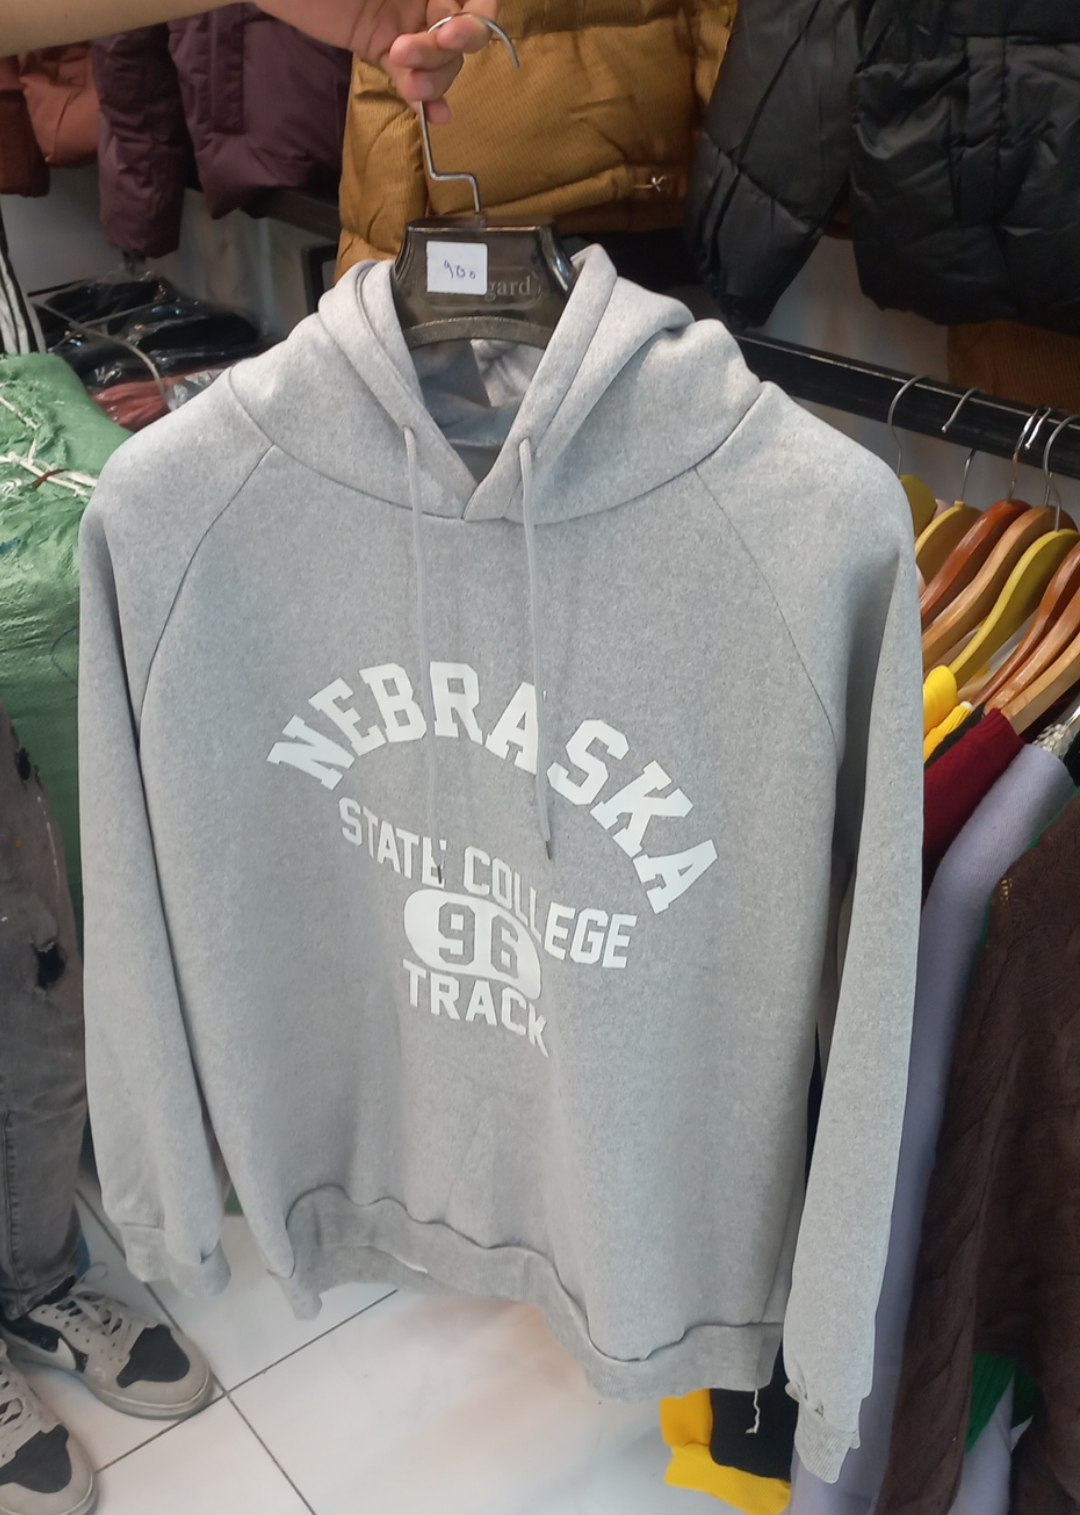 900
gard
NEBRASKA
STATE COLLEGE
96
TRACK